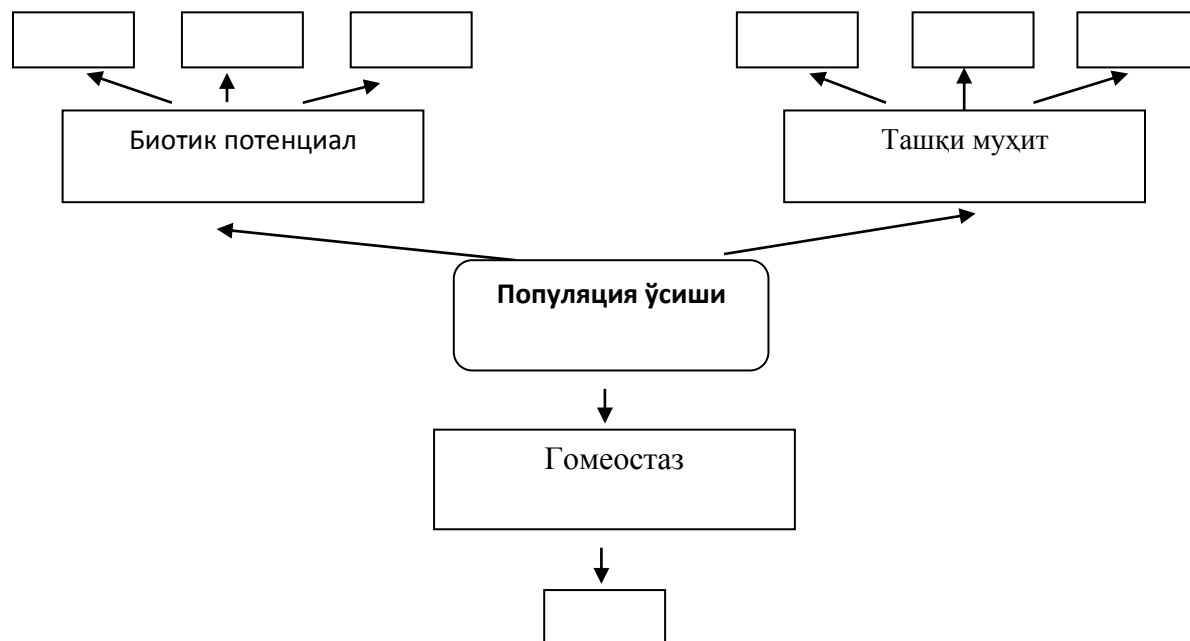 Биотик потенциал
Ташқи муҳит
Популяция ўсиши
Гомеостаз